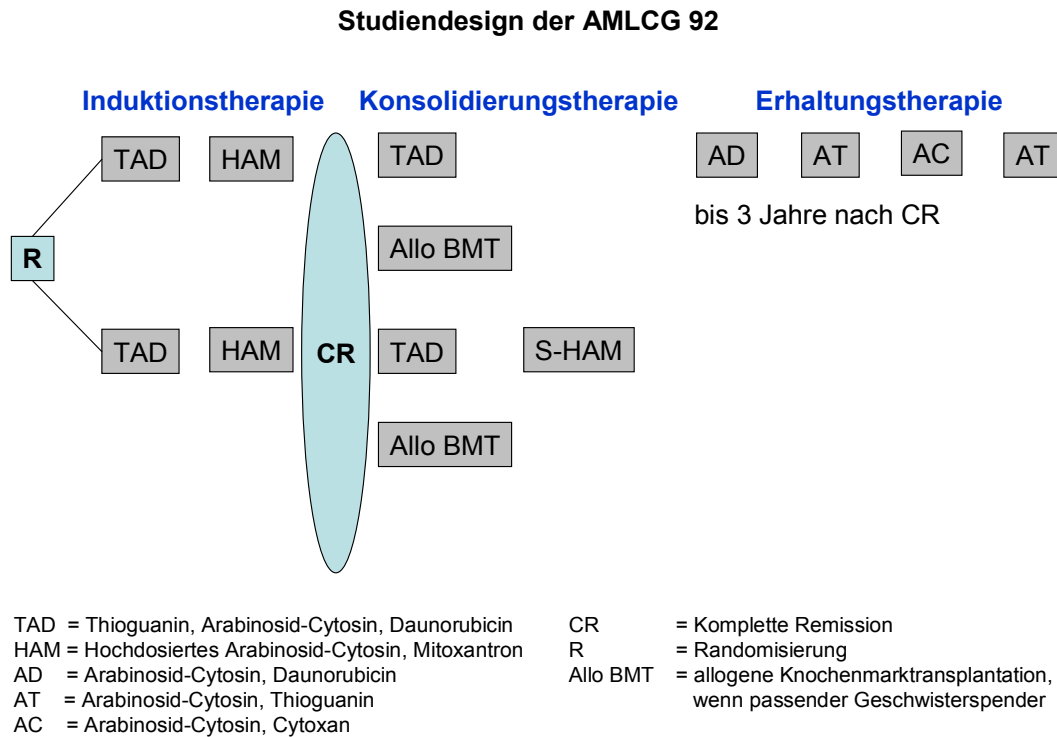 Studiendesign der AMLCG 92
Induktionstherapie Konsolidierungstherapie Erhaltungstherapie
TAD HAM TAD AD AT AC AT
bis 3 Jahre nach CR
Allo BMT
R
TAD HAM CR TAD S-HAM
Allo BMT
TAD = Thioguanin, Arabinosid-Cytosin, Daunorubicin
HAM = Hochdosiertes Arabinosid-Cytosin, Mitoxantron
AD = Arabinosid-Cytosin, Daunorubicin
AT = Arabinosid-Cytosin, Thioguanin
AC = Arabinosid-Cytosin, Cytoxan
CR = Komplette Remission
R = Randomisierung
Allo BMT = allogene Knochenmarktransplantation,
wenn passender Geschwisterspender